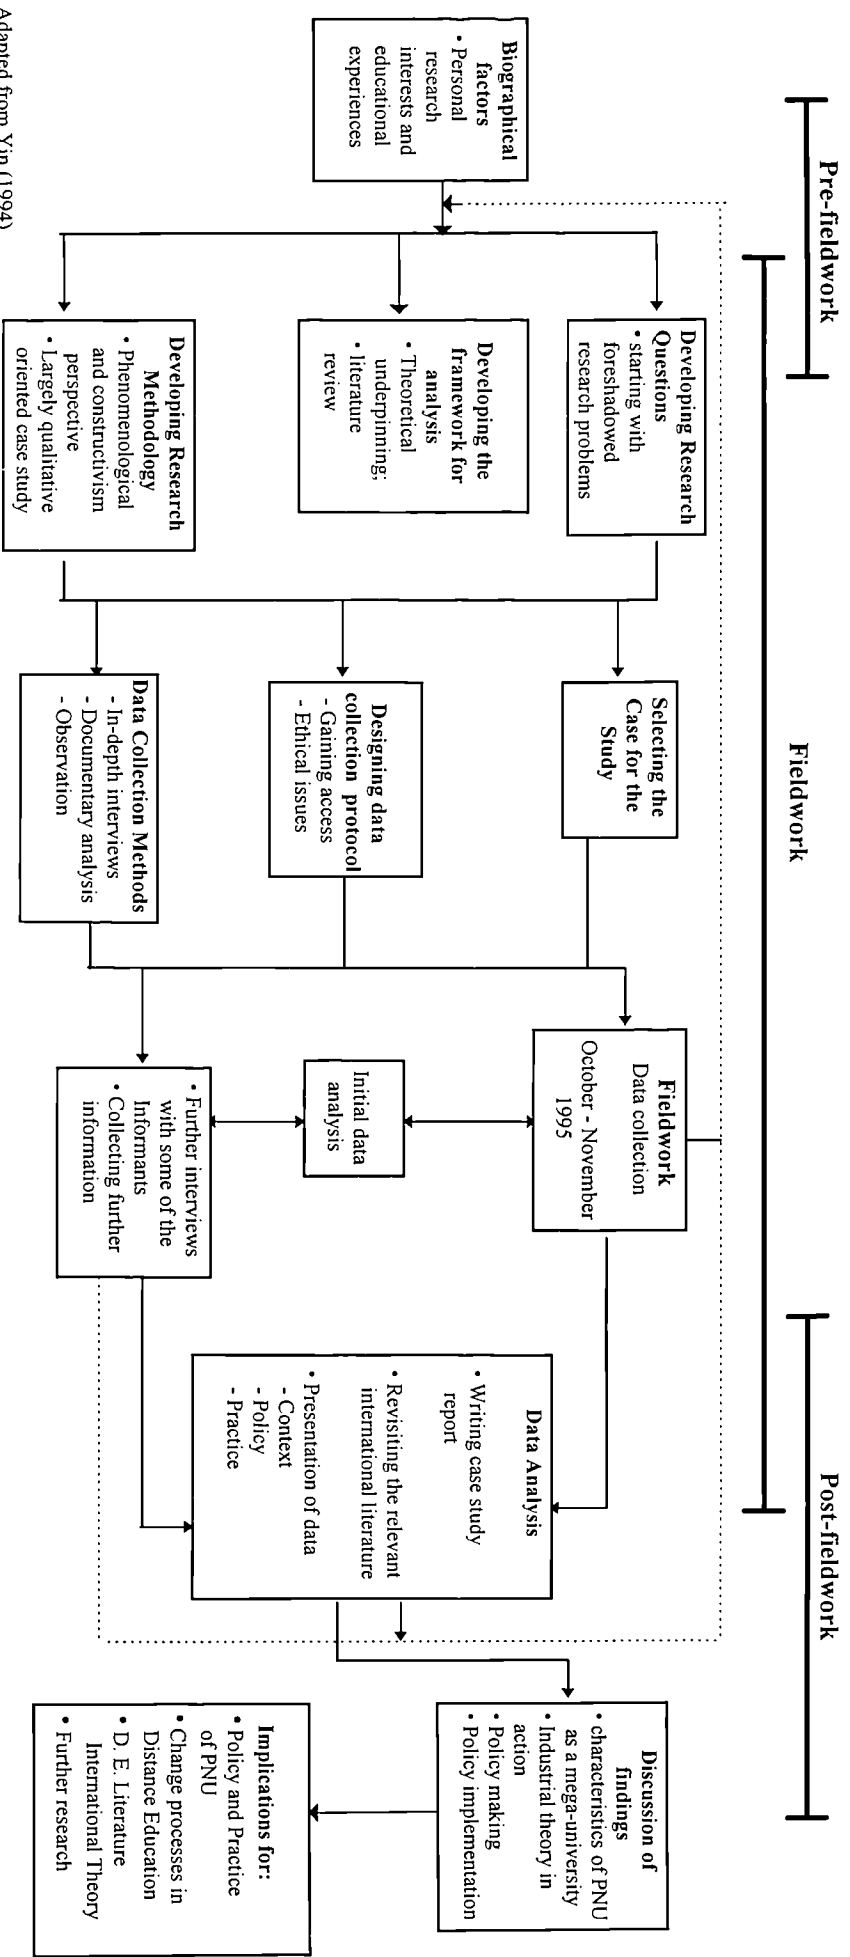 Pre-fieldwork
Fieldwork
Post-fieldwork
Biographical
factors
• Personal
research
interests and
educational
experiences
Developing Research
Questions
• starting with
foreshadowed
research problems
Developing the
framework for
analysis
• Theoretical
underpinning;
• literature
review
Developing Research
Methodology
• Phenomenological
and constructivism
perspective
• Largely qualitative
oriented case study
Selecting the
Case for the
Study
Designing data
collection protocol
- Gaining access
- Ethical issues
Data Collection Methods
- In-depth interviews
- Documentary analysis
- Observation
Fieldwork
Data collection
October - November
1995
Initial data
analysis
• Further interviews
with some of the
Informants
• Collecting further
information
Data Analysis
• Writing case study
report
• Revisiting the relevant
international literature
• Presentation of data
- Context
- Policy
- Practice
Discussion of
findings
• characteristics of PNU
as a mega-university
• Industrial theory in
action
• Policy making
• Policy implementation
Implications for:
• Policy and Practice
of PNU
• Change processes in
Distance Education
• D. E. Literature
International Theory
• Further research
Adapted from Yin (1994)